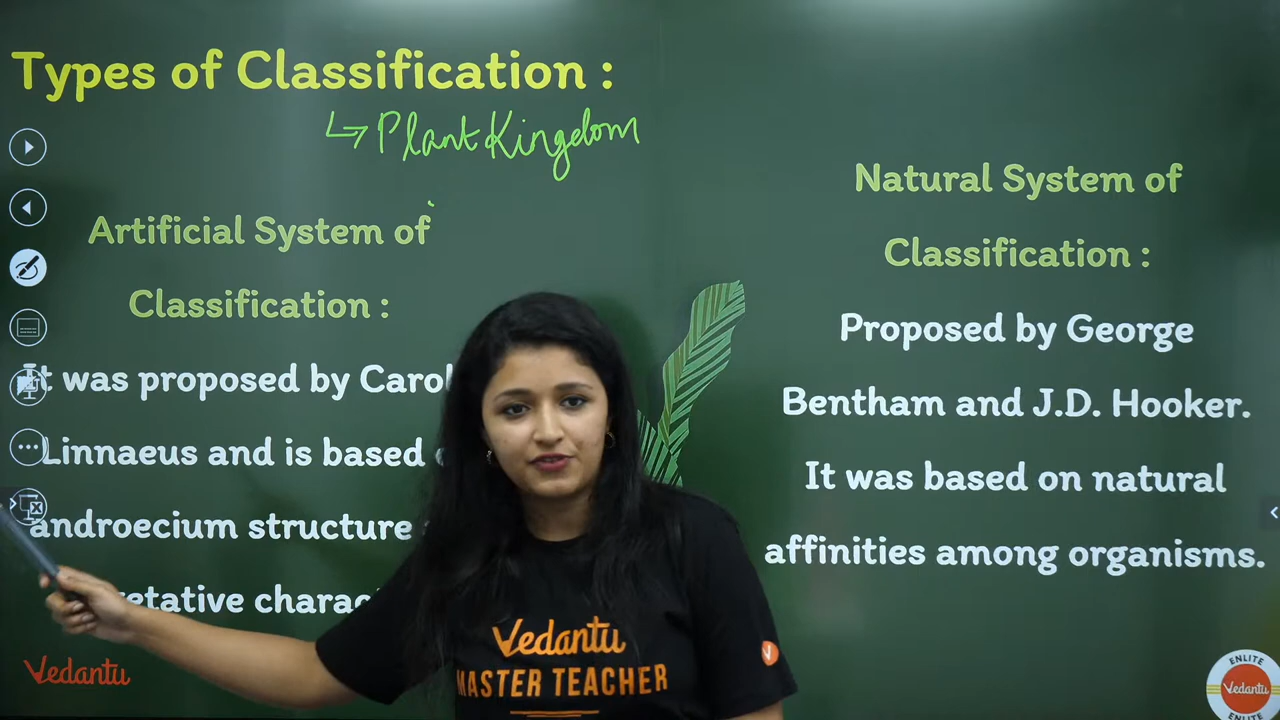 Types of Classification :
↳ Plant Kingdom
Artificial System of
Classification :
It was proposed by
Linnaeus and is based
androecium structure
Natural System of
Classification :
Proposed by George
Bentham and J.D. Hooker.
It was based on natural
affinities among organisms.
Vedantu
MASTER TEACHER
V
Vedantu
ENLITE
Vedantu
ENLITE